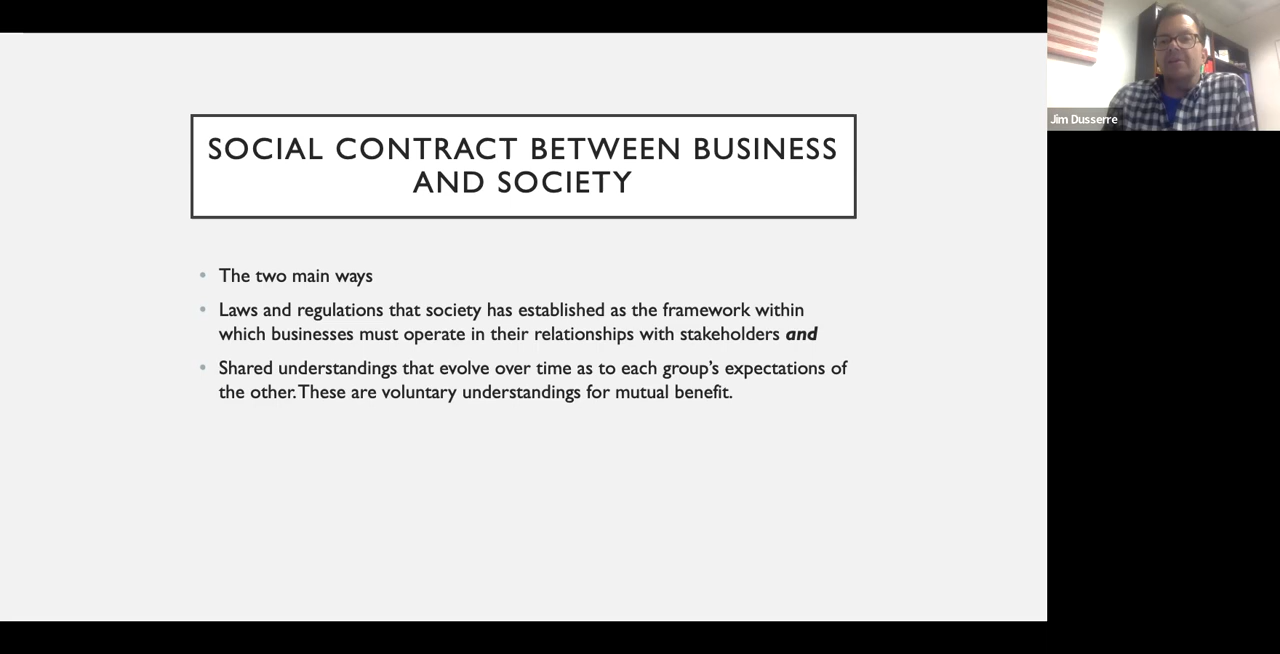 SOCIAL CONTRACT BETWEEN BUSINESS
AND SOCIETY
• The two main ways
• Laws and regulations that society has established as the framework within
which businesses must operate in their relationships with stakeholders and
• Shared understandings that evolve over time as to each group’s expectations of
the other. These are voluntary understandings for mutual benefit.
Jim Dusserre